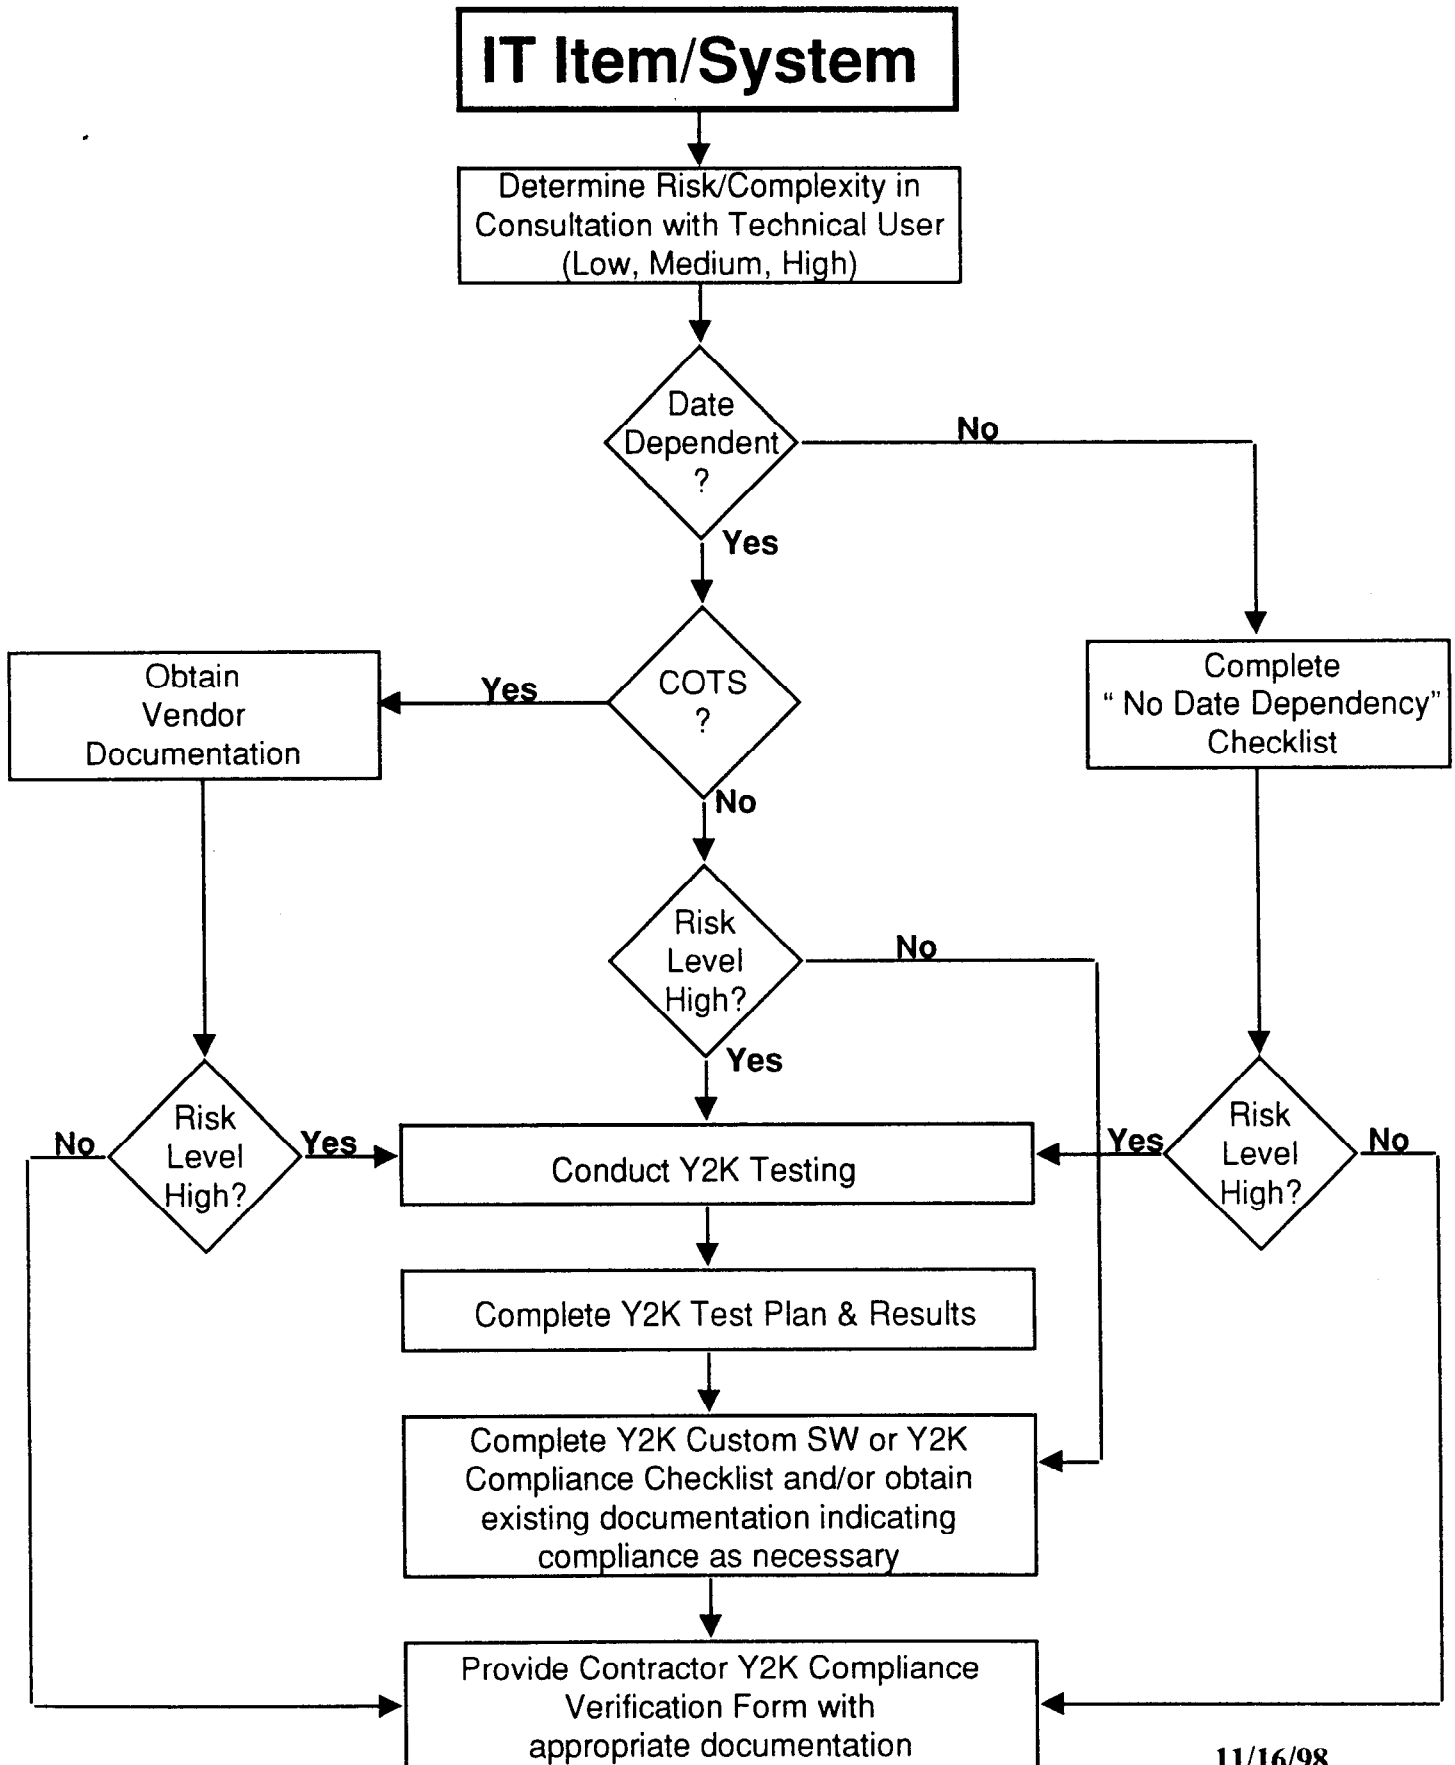 IT Item/System
Determine Risk/Complexity in
Consultation with Technical User
(Low, Medium, High)
Date
Dependent
?
No
Yes
COTS
?
Yes
No
Obtain
Vendor
Documentation
Complete
“ No Date Dependency”
Checklist
Risk
Level
High?
No
Yes
Risk
Level
High?
No
Yes
Risk
Level
High?
Yes
No
Conduct Y2K Testing
Complete Y2K Test Plan & Results
Complete Y2K Custom SW or Y2K
Compliance Checklist and/or obtain
existing documentation indicating
compliance as necessary
Provide Contractor Y2K Compliance
Verification Form with
appropriate documentation
11/16/98